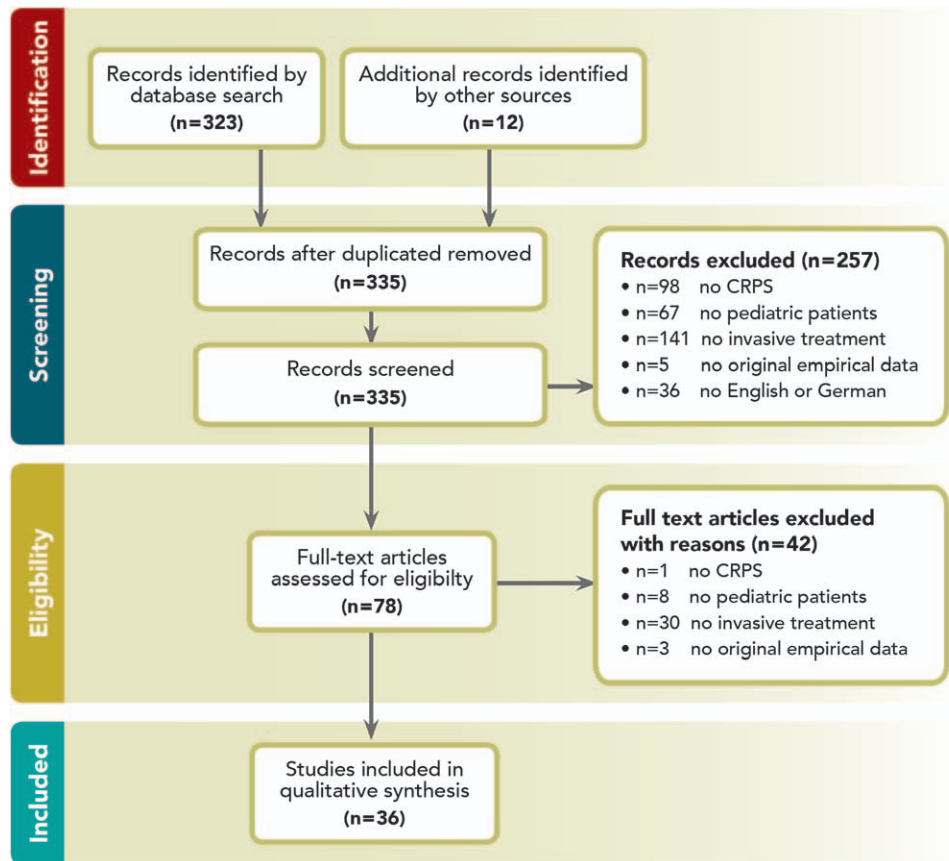 Identification
Records identified by
database search
(n=323)
Additional records identified
by other sources
(n=12)
Screening
Records after duplicated removed
(n=335)
Records screened
(n=335)
Records excluded (n=257)
• n=98 no CRPS
• n=67 no pediatric patients
• n=141 no invasive treatment
• n=5 no original empirical data
• n=36 no English or German
Eligibility
Full-text articles
assessed for eligibilty
(n=78)
Full text articles excluded
with reasons (n=42)
• n=1 no CRPS
• n=8 no pediatric patients
• n=30 no invasive treatment
• n=3 no original empirical data
Included
Studies included in
qualitative synthesis
(n=36)